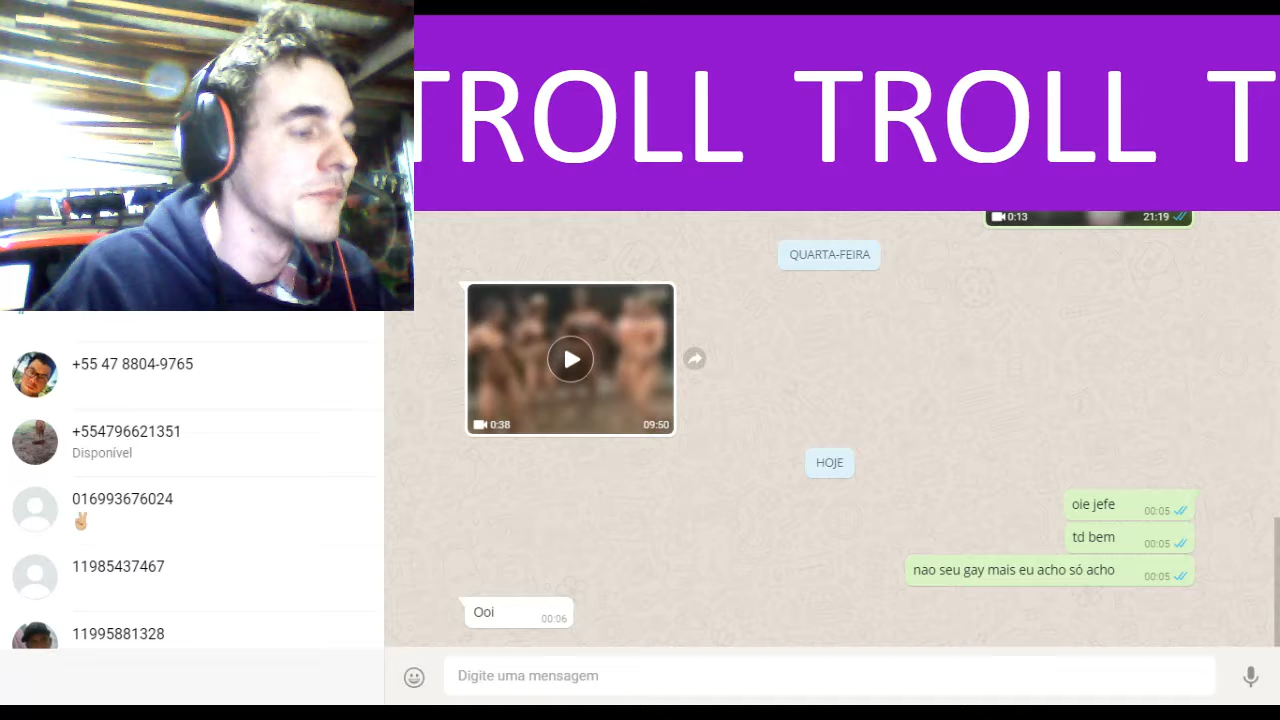 TROLL TROLL T
0:13 21:19
QUARTA-FEIRA
0:38 09:50
HOJE
oie jefe 00:05
td bem 00:05
nao seu gay mais eu acho só acho 00:05
Ooi 00:06
Digite uma mensagem
+55 47 8804-9765
+554796621351
Disponível
016993676024
11985437467
11995881328